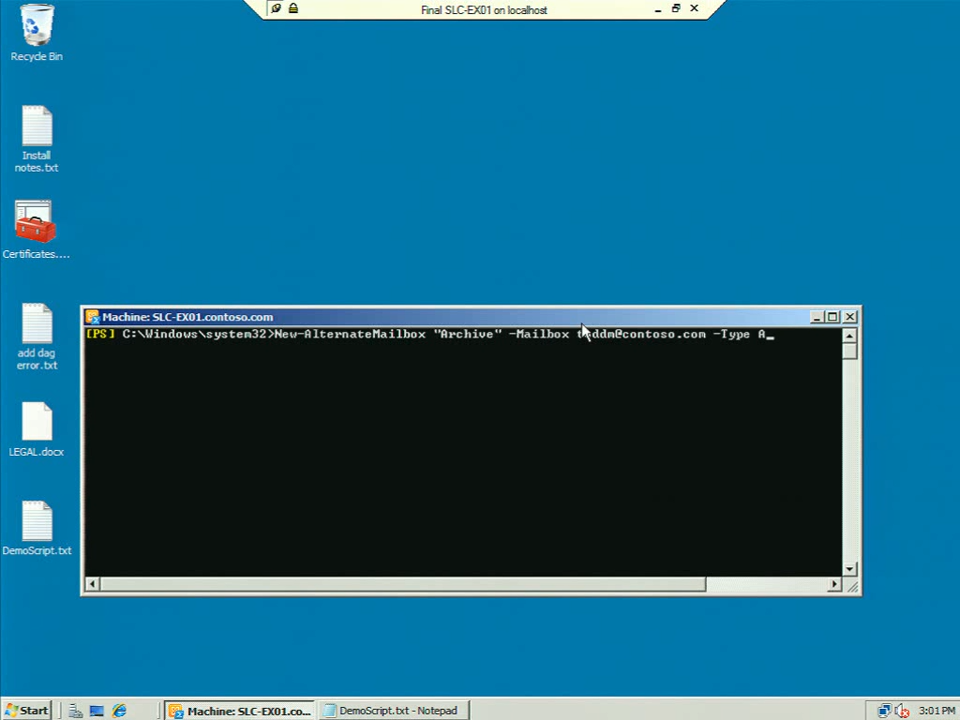 Final SLC-EX01 on localhost
Recycle Bin
Install
notes.txt
Certificates....
add dag
error.txt
LEGAL.docx
DemoScript.txt
Machine: SLC-EX01.contoso.com
[PS] C:\Windows\system32>New-AlternateMailbox "Archive" -Mailbox toddm@contoso.com -Type A_
Start
Machine: SLC-EX01.co...
DemoScript.txt - Notepad
3:01 PM